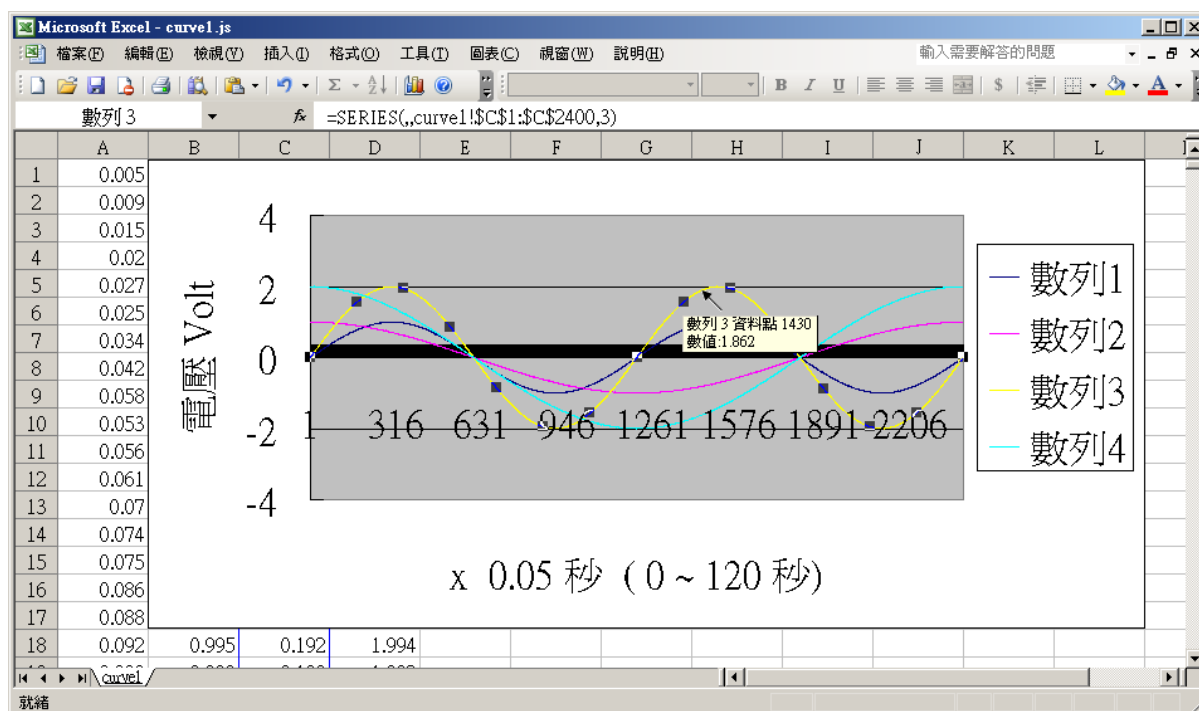 Microsoft Excel - curve1.js
檔案(F) 編輯(E) 檢視(V) 插入(I) 格式(O) 工具(T) 圖表(C) 視窗(W) 說明(H) 輸入需要解答的問題
數列 3 fx =SERIES(,,curve1!$C$1:$C$2400,3)
A B C D E F G H I J K L
1 0.005
2 0.009
3 0.015
4 0.02
5 0.027
6 0.025
7 0.034
8 0.042
9 0.058
10 0.053
11 0.056
12 0.061
13 0.07
14 0.074
15 0.075
16 0.086
17 0.088
18 0.092 0.995 0.192 1.994
電壓 Volt
4
2
0
-2
-4
1 316 631 946 1261 1576 1891 2206
數列 3 資料點 1430
數值:1.862
x 0.05 秒 ( 0 ~ 120 秒)
數列1
數列2
數列3
數列4
curve1
就緒